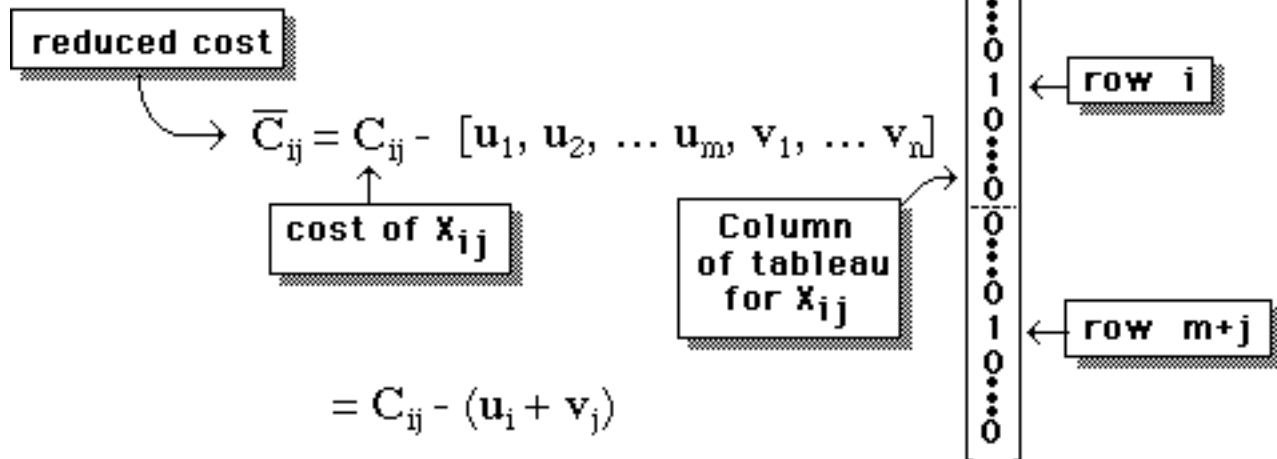 reduced cost
C̅ij = Cij - [u1, u2, ... um, v1, ... vn]
cost of Xij
Column
of tableau
for Xij
0
1
0
0
0
0
1
0
0
row i
row m+j
= Cij - (ui + vj)